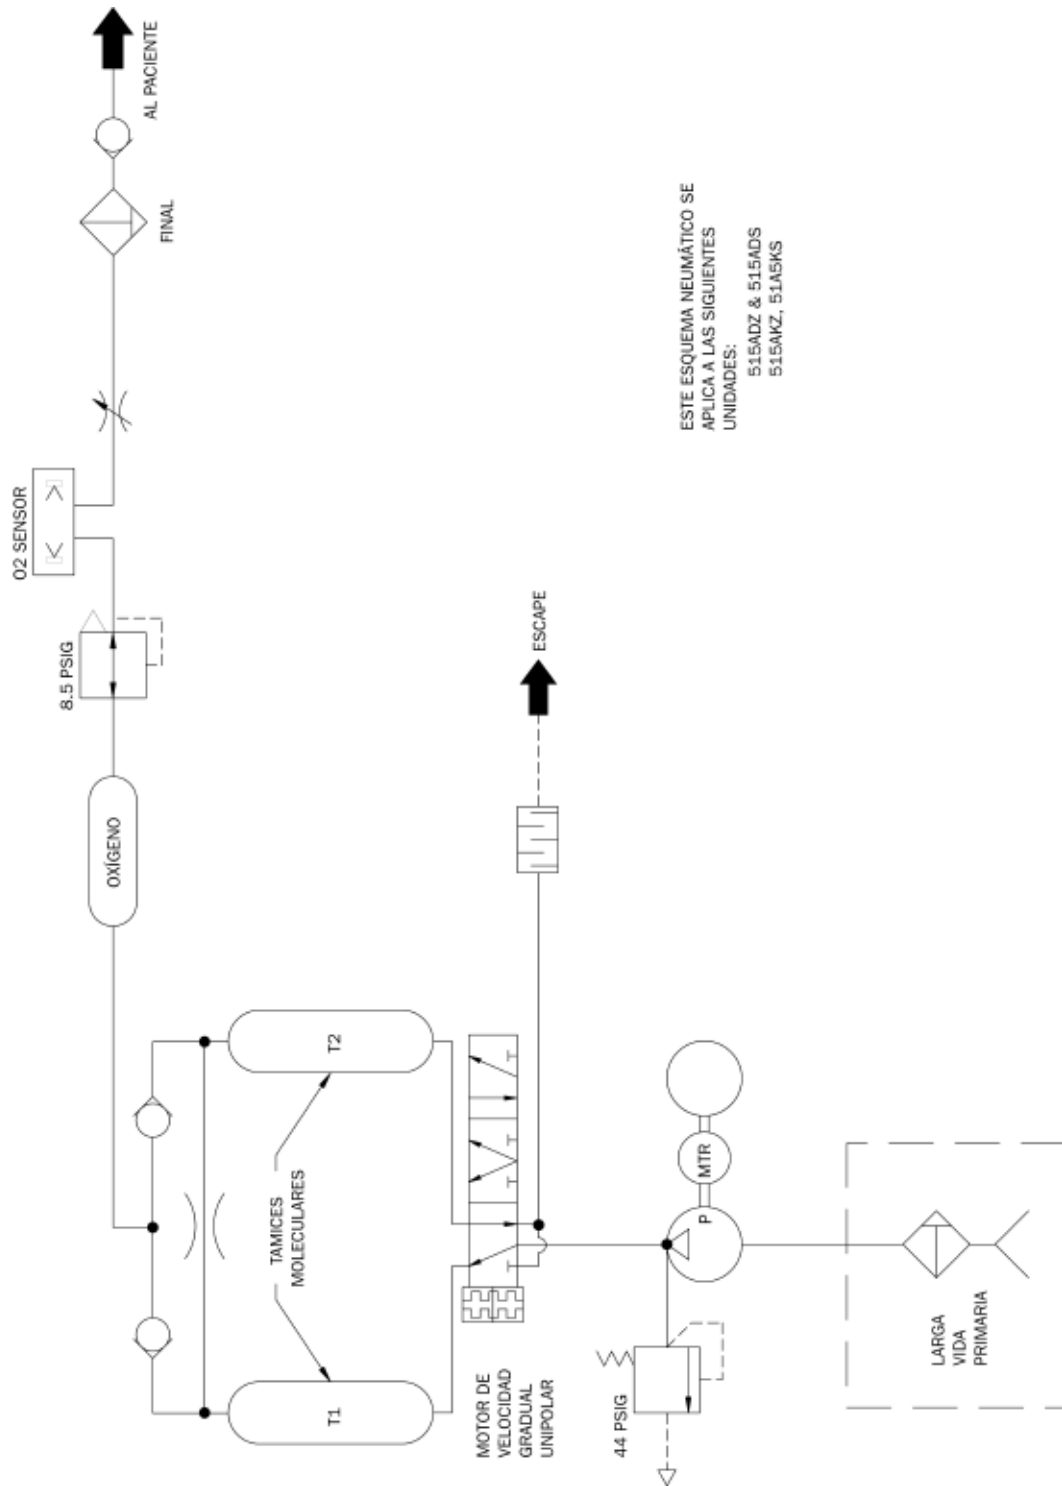 AL PACIENTE
FINAL
O2 SENSOR
8.5 PSIG
OXÍGENO
ESTE ESQUEMA NEUMÁTICO SE
APLICA A LAS SIGUIENTES
UNIDADES:
515ADZ & 515ADS
515AKZ, 51A5KS
ESCAPE
T2
TAMICES
MOLECULARES
T1
MOTOR DE
VELOCIDAD
GRADUAL
UNIPOLAR
P
MTR
44 PSIG
LARGA
VIDA
PRIMARIA